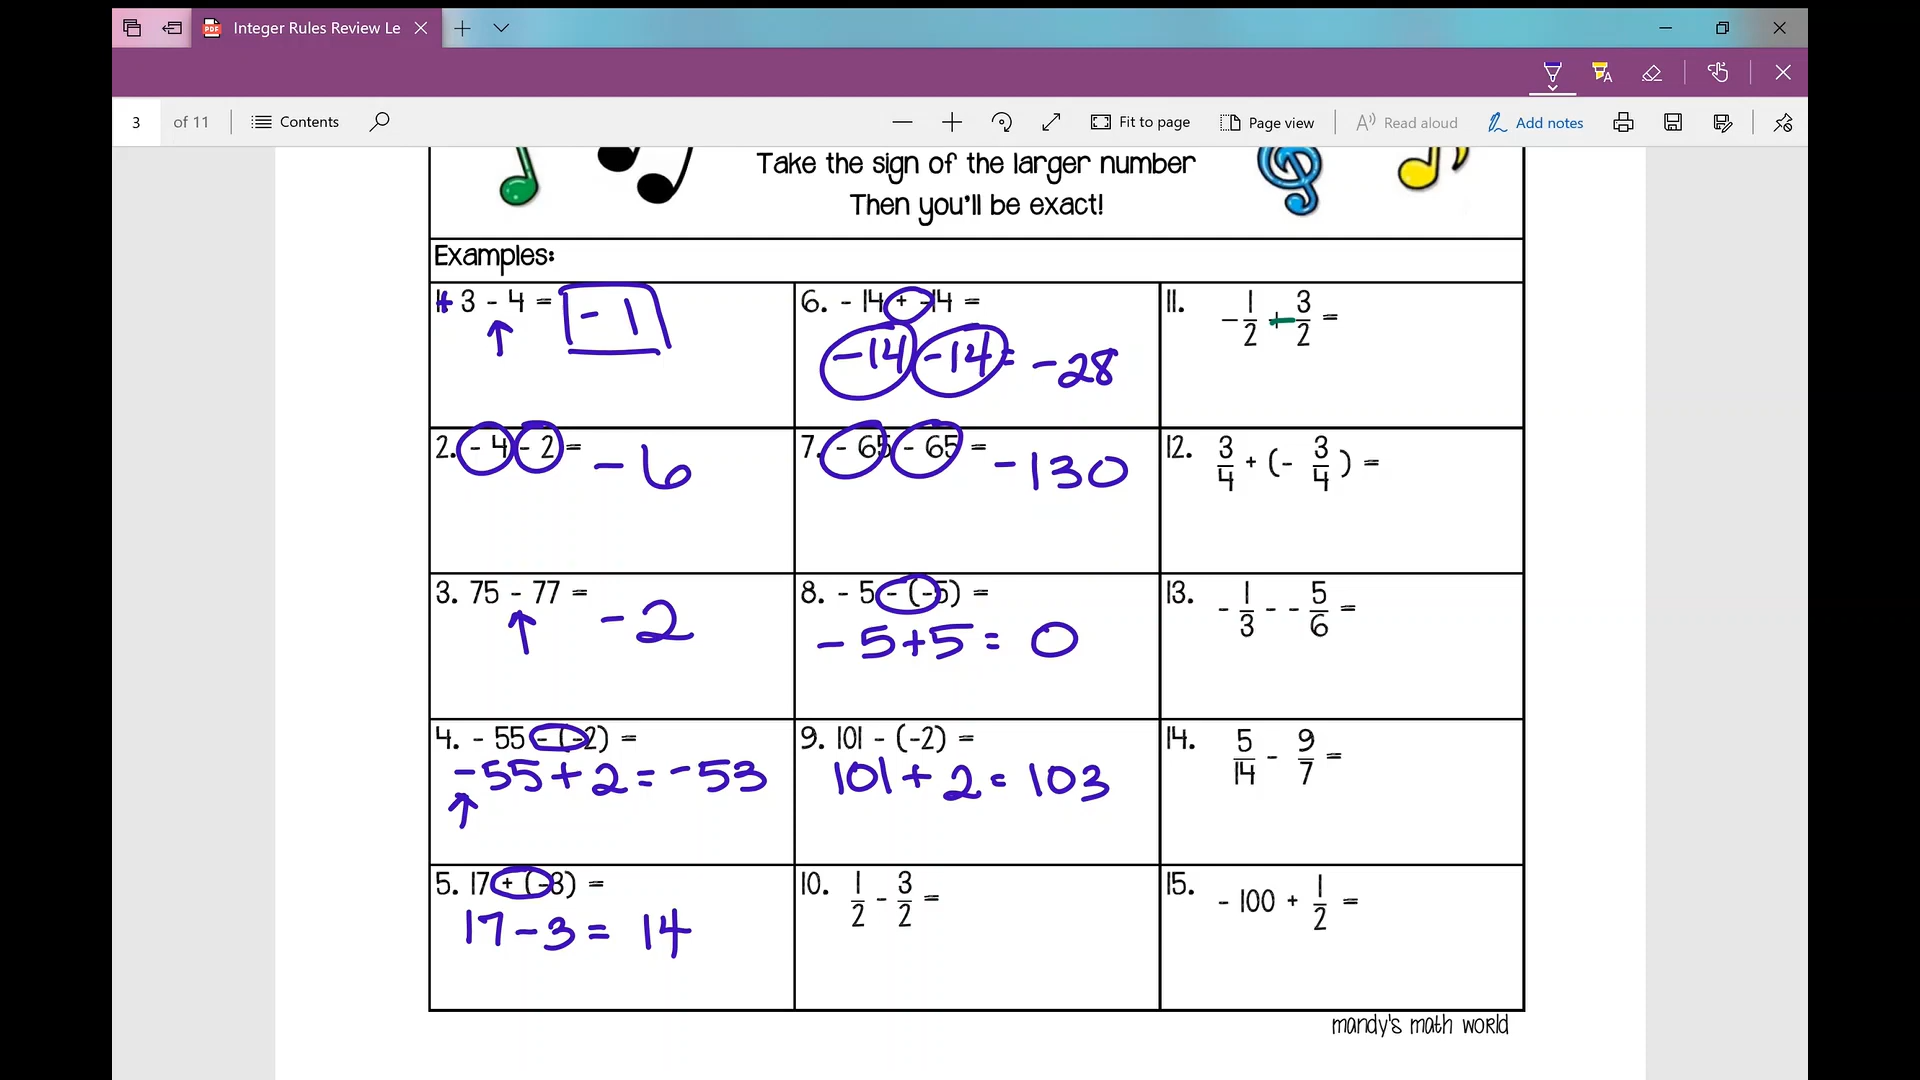 Integer Rules Review Le
3 of 11 Contents Fit to page Page view Read aloud Add notes
Take the sign of the larger number
Then you'll be exact!
Examples:
+ 3 - 4 = - 1
2. - 4 - 2 = - 6
3. 75 - 77 = - 2
4. - 55 - (-2) =
-55 + 2 = -53
5. 17 + (-3) =
17 - 3 = 14
6. - 14 + -14 =
-14 -14 = -28
7. - 65 - 65 = -130
8. - 5 - (-5) =
- 5 + 5 = 0
9. 101 - (-2) =
101 + 2 = 103
10. 1/2 - 3/2 =
11. - 1/2 + 3/2 =
12. 3/4 + (- 3/4) =
13. - 1/3 - - 5/6 =
14. 5/14 - 9/7 =
15. - 100 + 1/2 =
mandy's math world